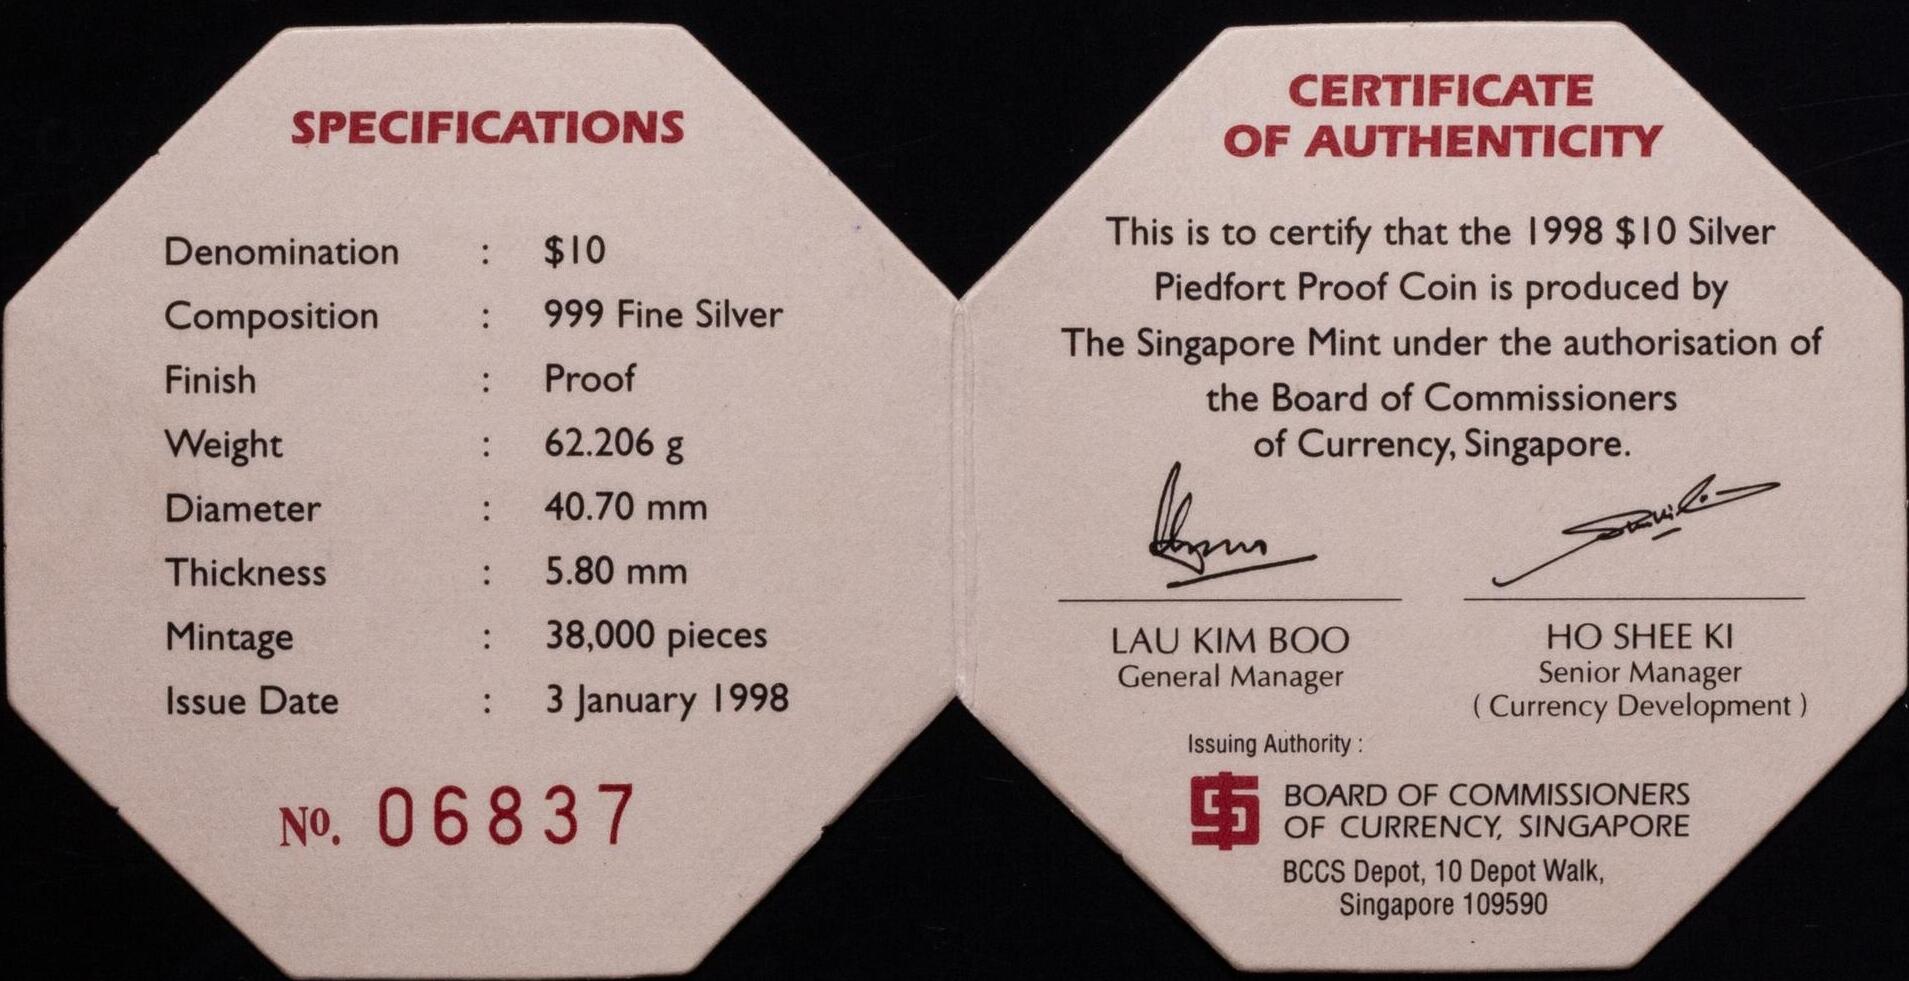 SPECIFICATIONS
Denomination : $10
Composition : 999 Fine Silver
Finish : Proof
Weight : 62.206 g
Diameter : 40.70 mm
Thickness : 5.80 mm
Mintage : 38,000 pieces
Issue Date : 3 January 1998
No. 06837
CERTIFICATE
OF AUTHENTICITY
This is to certify that the 1998 $10 Silver
Piedfort Proof Coin is produced by
The Singapore Mint under the authorisation of
the Board of Commissioners
of Currency, Singapore.
LAU KIM BOO
General Manager
HO SHEE KI
Senior Manager
( Currency Development )
Issuing Authority :
BOARD OF COMMISSIONERS
OF CURRENCY, SINGAPORE
BCCS Depot, 10 Depot Walk,
Singapore 109590